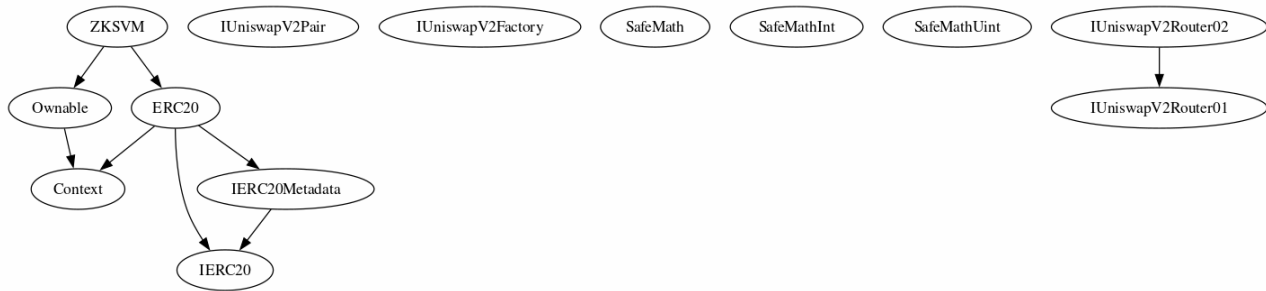 ZKSVM
IUniswapV2Pair
IUniswapV2Factory
SafeMath
SafeMathInt
SafeMathUint
IUniswapV2Router02
Ownable
ERC20
IUniswapV2Router01
Context
IERC20Metadata
IERC20